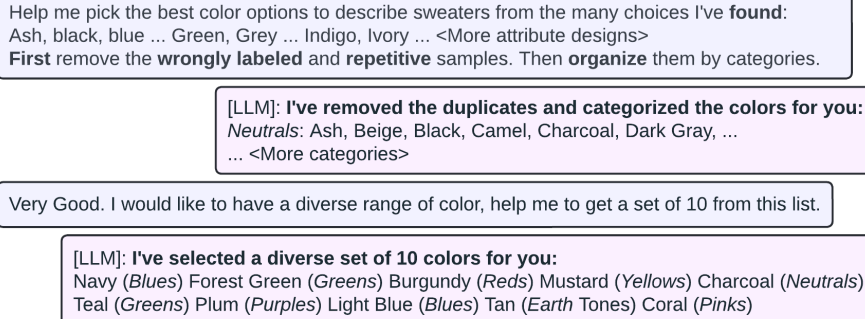 Help me pick the best color options to describe sweaters from the many choices I've found:
Ash, black, blue ... Green, Grey ... Indigo, Ivory ... <More attribute designs>
First remove the wrongly labeled and repetitive samples. Then organize them by categories.
[LLM]: I've removed the duplicates and categorized the colors for you:
Neutrals: Ash, Beige, Black, Camel, Charcoal, Dark Gray, ...
... <More categories>
Very Good. I would like to have a diverse range of color, help me to get a set of 10 from this list.
[LLM]: I've selected a diverse set of 10 colors for you:
Navy (Blues) Forest Green (Greens) Burgundy (Reds) Mustard (Yellows) Charcoal (Neutrals)
Teal (Greens) Plum (Purples) Light Blue (Blues) Tan (Earth Tones) Coral (Pinks)